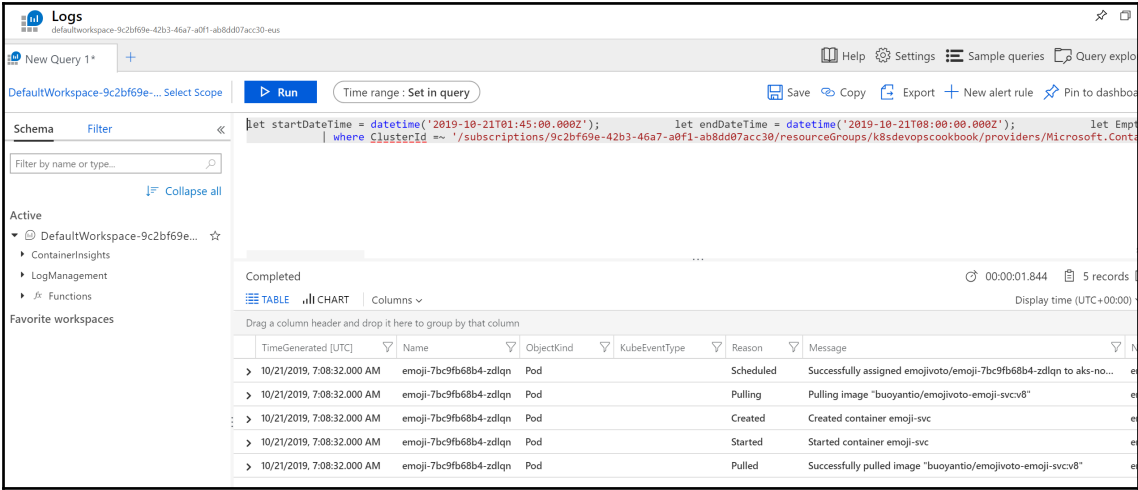 Logs
defaultworkspace-9c2bf69e-42b3-46a7-a0f1-ab8dd07acc30-eus
New Query 1* +
Help Settings Sample queries Query explo
DefaultWorkspace-9c2bf69e-... Select Scope Run Time range : Set in query Save Copy Export New alert rule Pin to dashboa
Schema Filter «
let startDateTime = datetime('2019-10-21T01:45:00.000Z'); let endDateTime = datetime('2019-10-21T08:00:00.000Z'); let Empt
| where ClusterId =~ '/subscriptions/9c2bf69e-42b3-46a7-a0f1-ab8dd07acc30/resourceGroups/k8sdevopscookbook/providers/Microsoft.Conta
Filter by name or type...
Collapse all
Active
DefaultWorkspace-9c2bf69e...
ContainerInsights
LogManagement
fx Functions
Favorite workspaces
...
Completed 00:00:01.844 5 records
TABLE CHART Columns Display time (UTC+00:00)
Drag a column header and drop it here to group by that column
TimeGenerated [UTC] Name ObjectKind KubeEventType Reason Message N
10/21/2019, 7:08:32.000 AM emoji-7bc9fb68b4-zdlqn Pod Scheduled Successfully assigned emojivoto/emoji-7bc9fb68b4-zdlqn to aks-no... e
10/21/2019, 7:08:32.000 AM emoji-7bc9fb68b4-zdlqn Pod Pulling Pulling image "buoyantio/emojivoto-emoji-svc:v8" e
10/21/2019, 7:08:32.000 AM emoji-7bc9fb68b4-zdlqn Pod Created Created container emoji-svc e
10/21/2019, 7:08:32.000 AM emoji-7bc9fb68b4-zdlqn Pod Started Started container emoji-svc e
10/21/2019, 7:08:32.000 AM emoji-7bc9fb68b4-zdlqn Pod Pulled Successfully pulled image "buoyantio/emojivoto-emoji-svc:v8" e